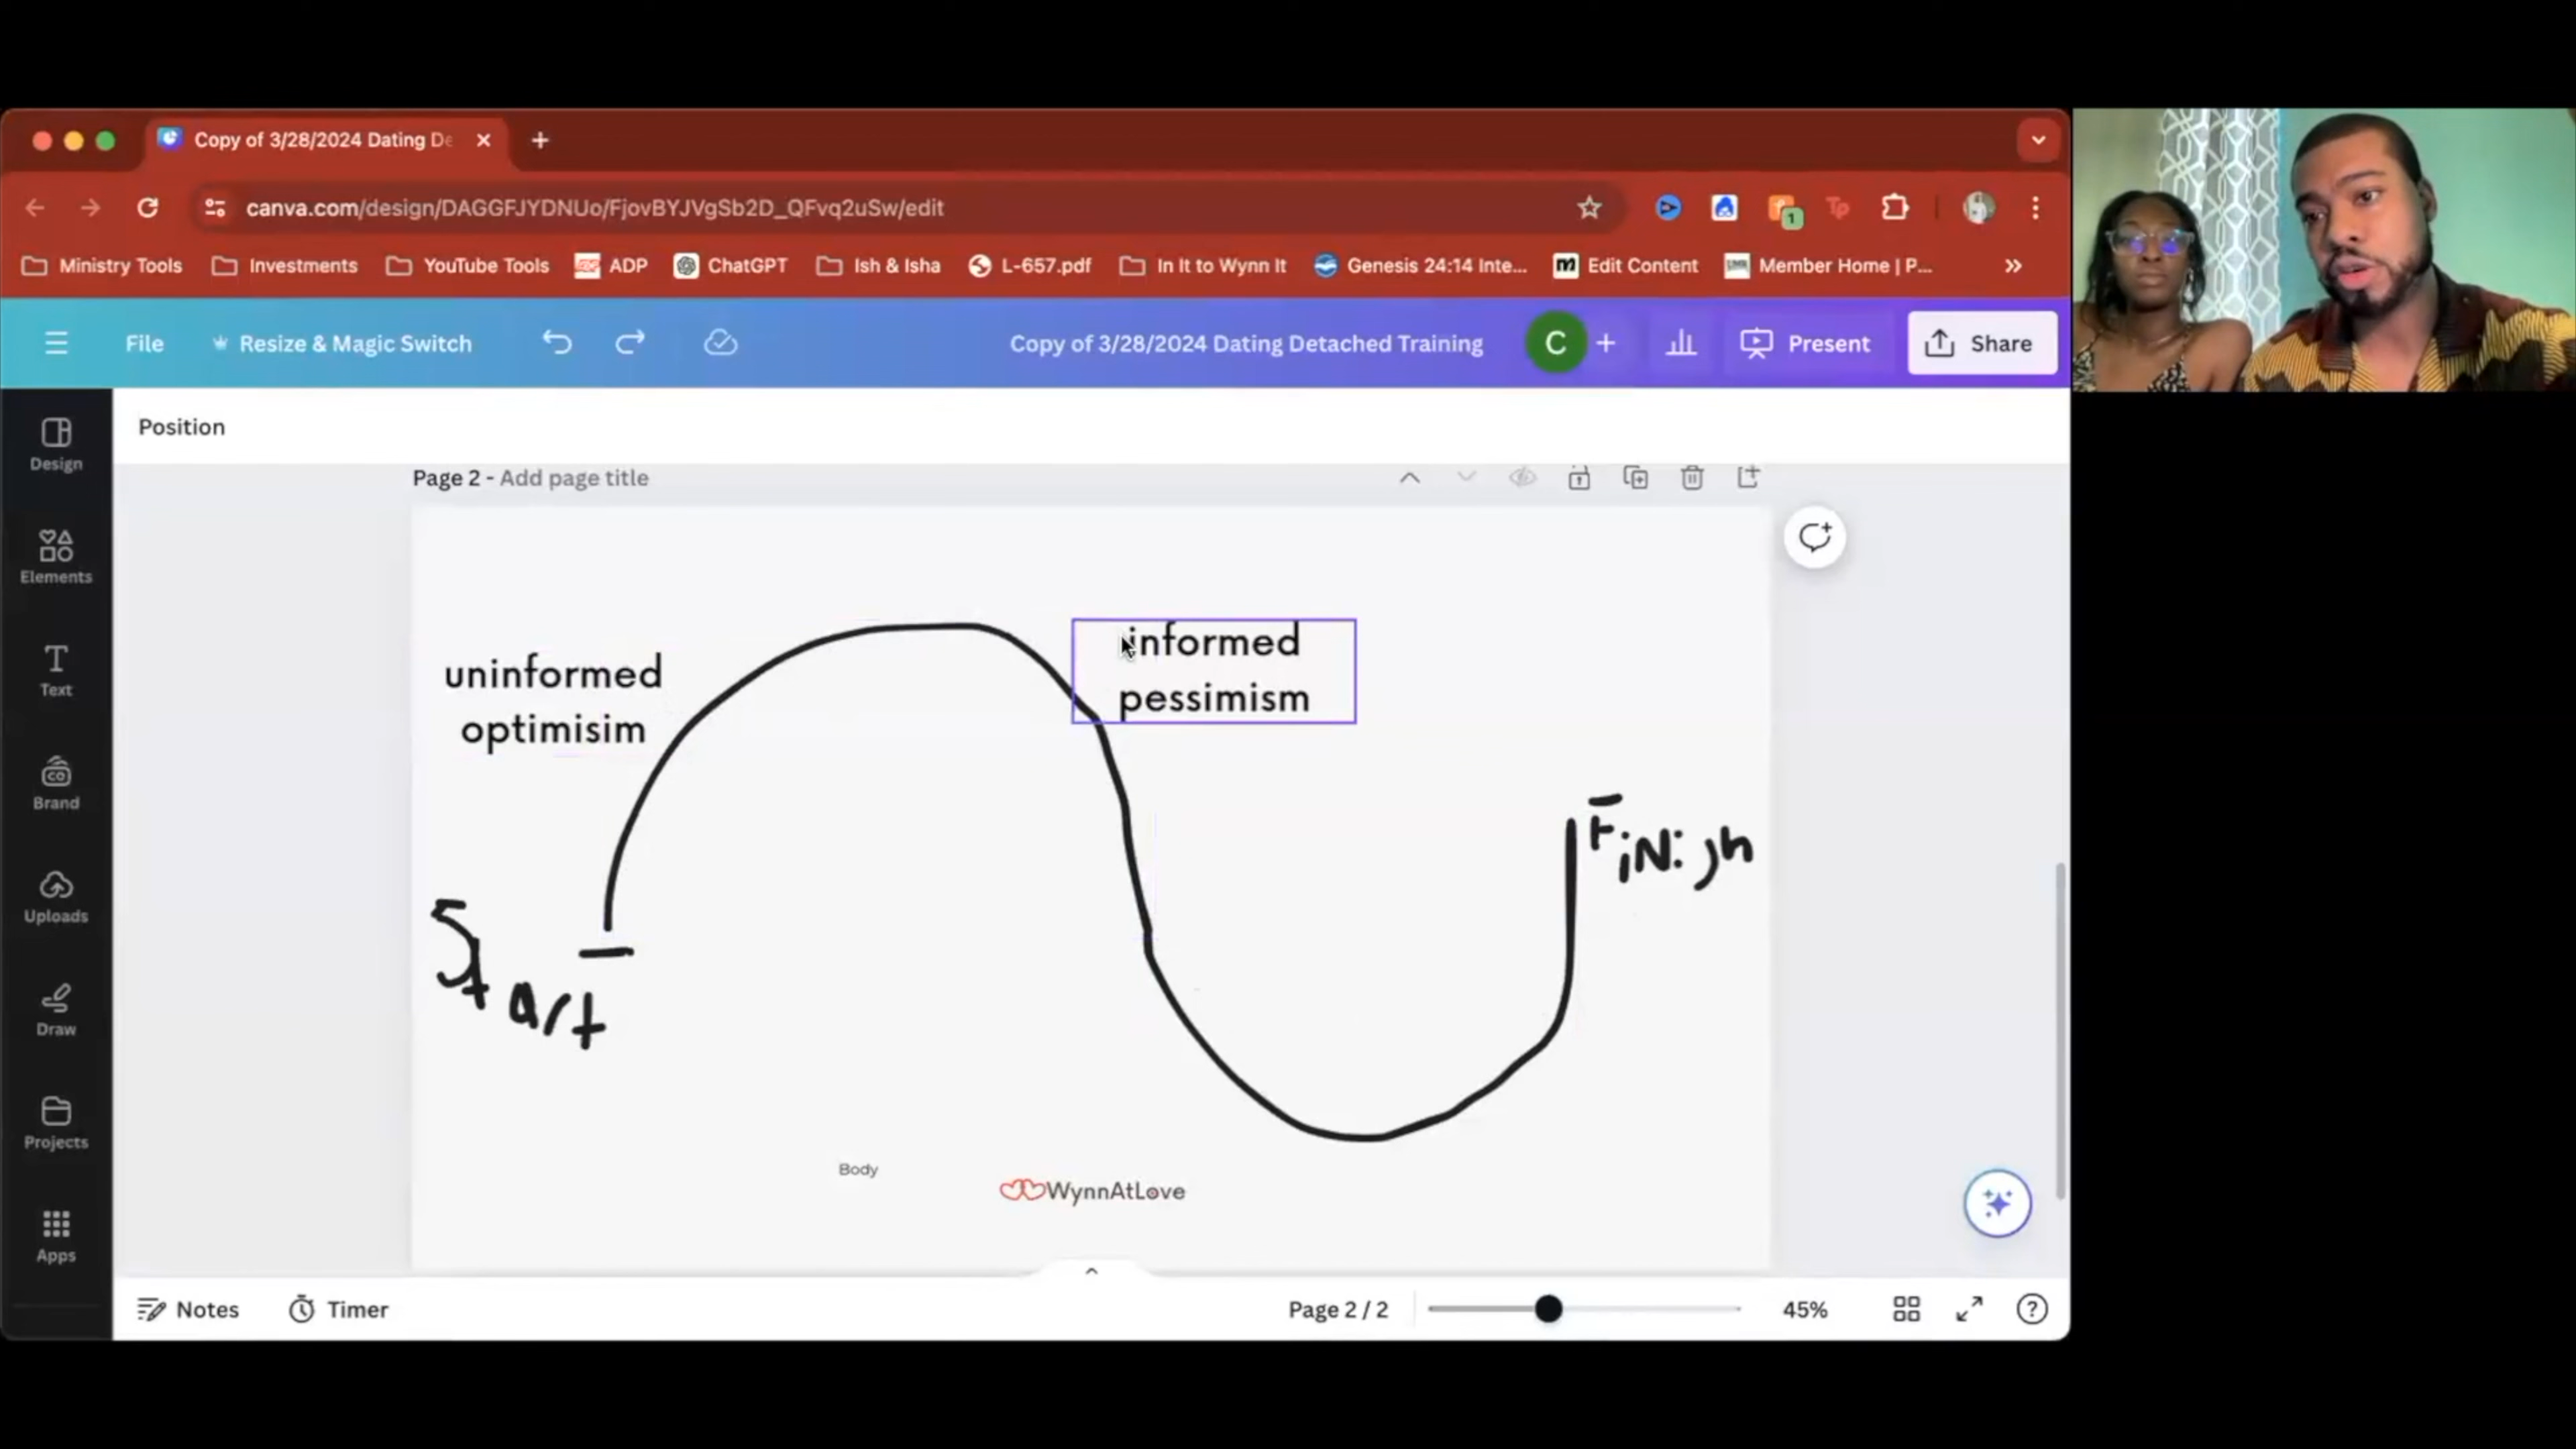 Copy of 3/28/2024 Dating De
canva.com/design/DAGGFJYDNUo/FjovBYJVgSb2D_QFvq2uSw/edit
1
Tp
Ministry Tools
Investments
YouTube Tools
ADP
ChatGPT
Ish & Isha
L-657.pdf
In It to Wynn It
Genesis 24:14 Inte...
Edit Content
Member Home | P...
File
Resize & Magic Switch
Copy of 3/28/2024 Dating Detached Training
C
Present
Share
Position
Design
Elements
Text
Brand
Uploads
Draw
Projects
Apps
Page 2 - Add page title
uninformed
optimisim
informed
pessimism
Start
FiNish
Body
WynnAtLove
Notes
Timer
Page 2 / 2
45%